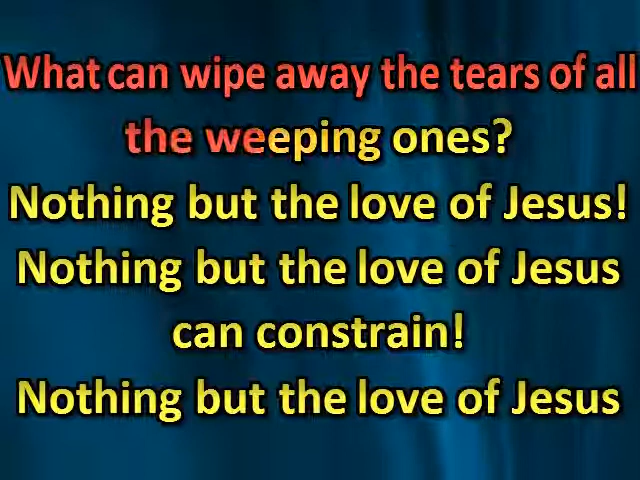 What can wipe away the tears of all
the weeping ones?
Nothing but the love of Jesus!
Nothing but the love of Jesus
can constrain!
Nothing but the love of Jesus